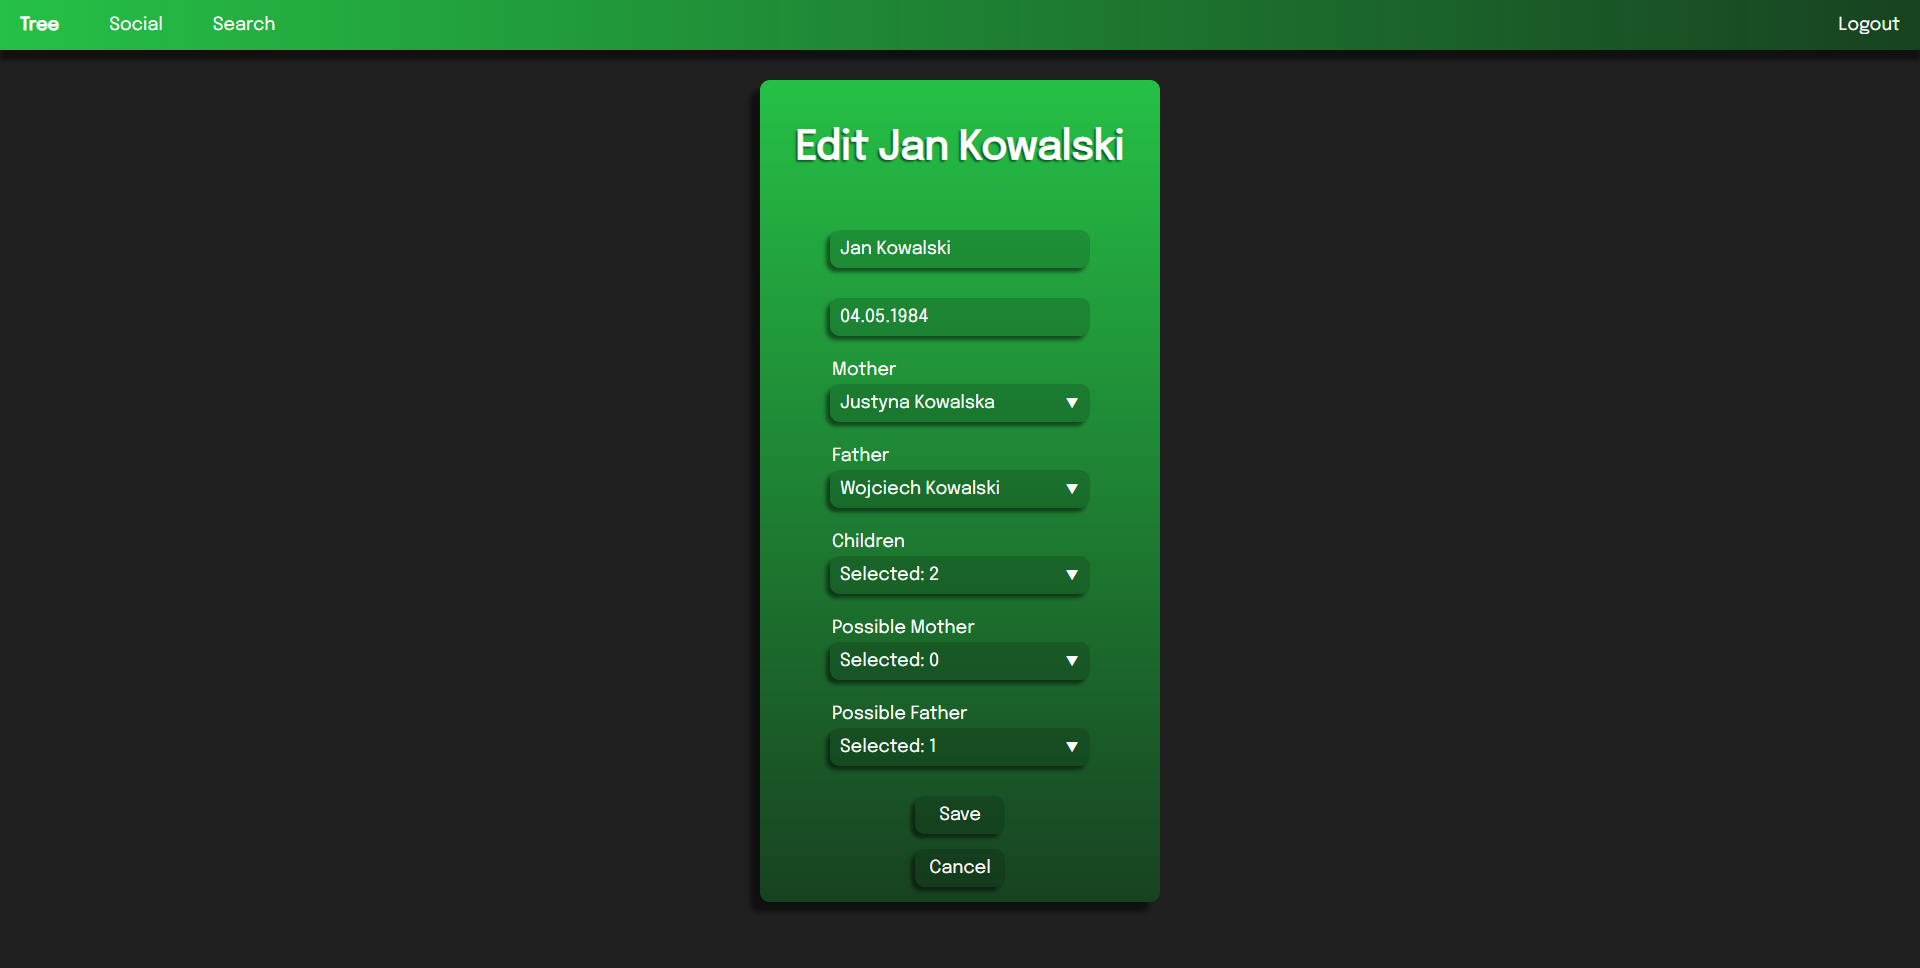 Tree Social Search Logout
Edit Jan Kowalski
Jan Kowalski
04.05.1984
Mother
Justyna Kowalska
Father
Wojciech Kowalski
Children
Selected: 2
Possible Mother
Selected: 0
Possible Father
Selected: 1
Save
Cancel